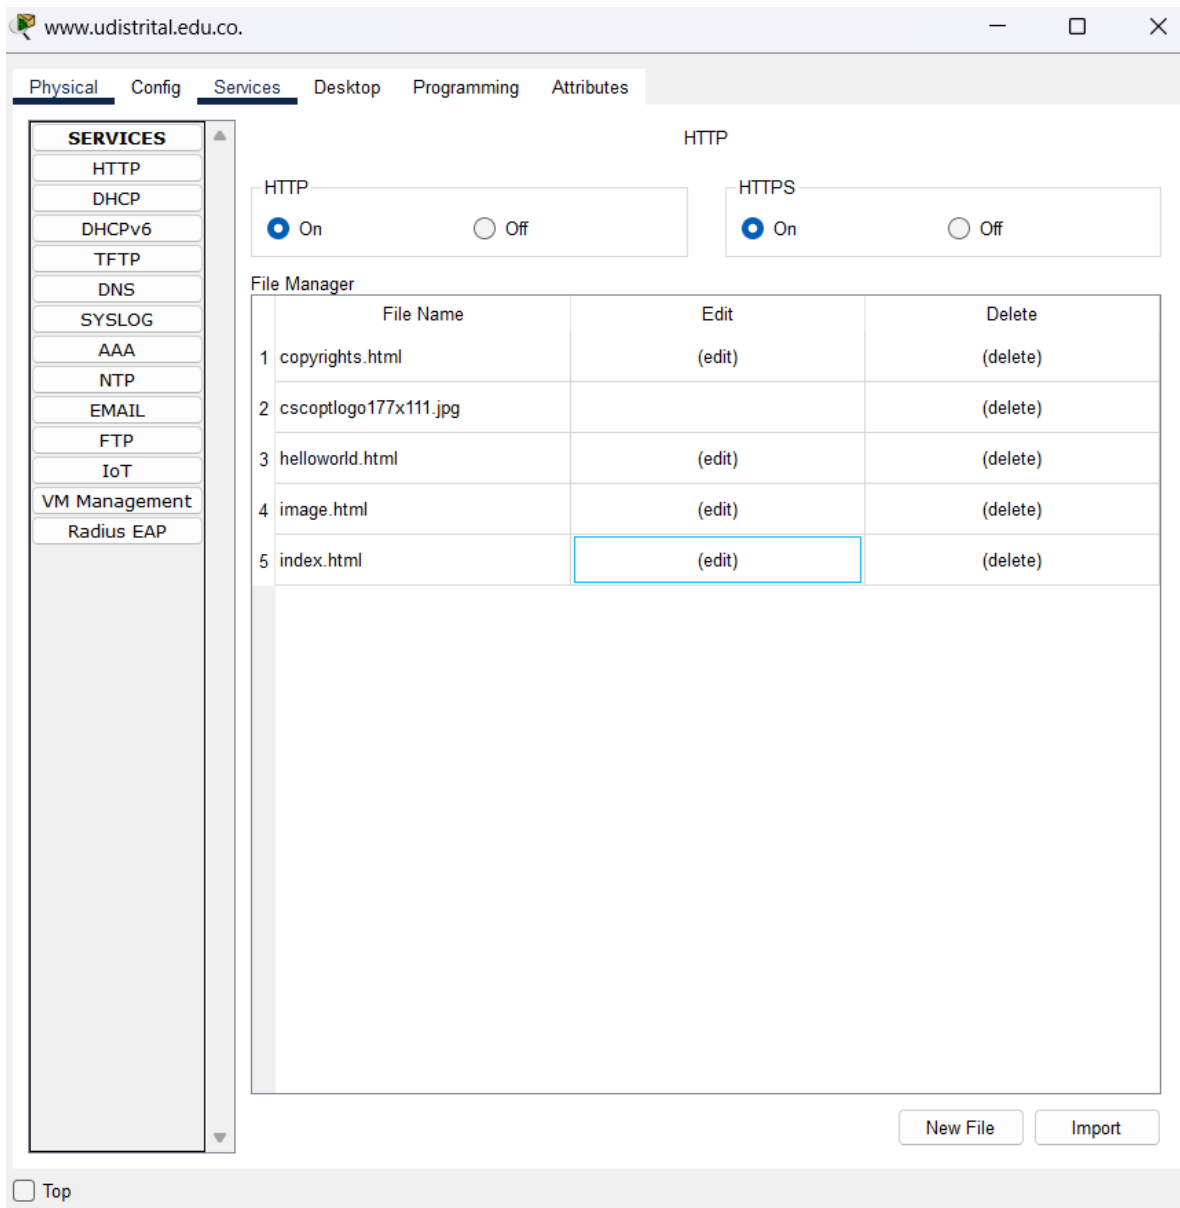 www.udistrital.edu.co.
Physical Config Services Desktop Programming Attributes
SERVICES
HTTP
DHCP
DHCPv6
TFTP
DNS
SYSLOG
AAA
NTP
EMAIL
FTP
IoT
VM Management
Radius EAP
HTTP
HTTP
On Off
HTTPS
On Off
File Manager
File Name Edit Delete
1 copyrights.html (edit) (delete)
2 cscoptlogo177x111.jpg (delete)
3 helloworld.html (edit) (delete)
4 image.html (edit) (delete)
5 index.html (edit) (delete)
New File Import
Top